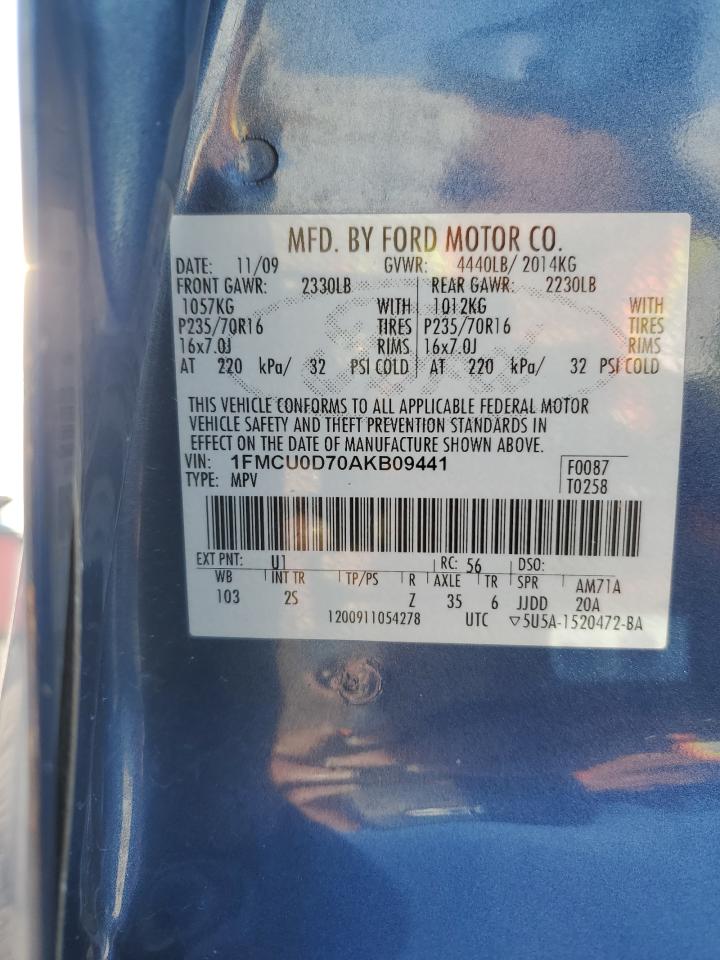 MFD. BY FORD MOTOR CO.
DATE: 11/09 GVWR: 4440LB/ 2014KG
FRONT GAWR: 2330LB REAR GAWR: 2230LB
1057KG WITH 1012KG WITH
P235/70R16 TIRES P235/70R16 TIRES
16x7.0J RIMS 16x7.0J RIMS
AT 220 kPa/ 32 PSI COLD AT 220 kPa/ 32 PSI COLD
THIS VEHICLE CONFORMS TO ALL APPLICABLE FEDERAL MOTOR
VEHICLE SAFETY AND THEFT PREVENTION STANDARDS IN
EFFECT ON THE DATE OF MANUFACTURE SHOWN ABOVE.
VIN: 1FMCU0D70AKB09441 F0087
TYPE: MPV T0258
EXT PNT: U1 RC: 56 DSO:
WB INT TR TP/PS R AXLE TR SPR AM71A
103 2S Z 35 6 JJDD 20A
1200911054278 UTC ▽5U5A-1520472-BA